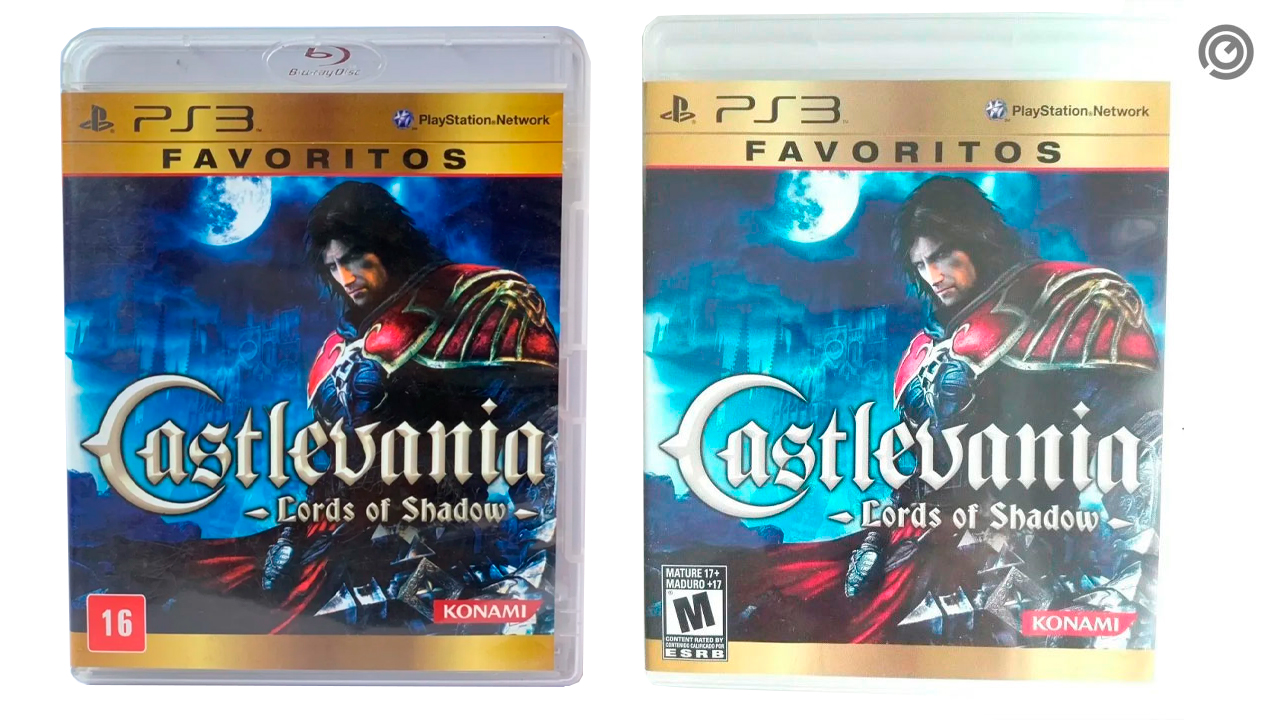 Blu-ray Disc
PS3
PlayStation®Network
FAVORITOS
Castlevania
Lords of Shadow
16
KONAMI
PS3
PlayStation®Network
FAVORITOS
Castlevania
Lords of Shadow
MATURE 17+
MADURO +17
M
CONTENT RATED BY
CONTENIDO CALIFICADO POR
ESRB
KONAMI